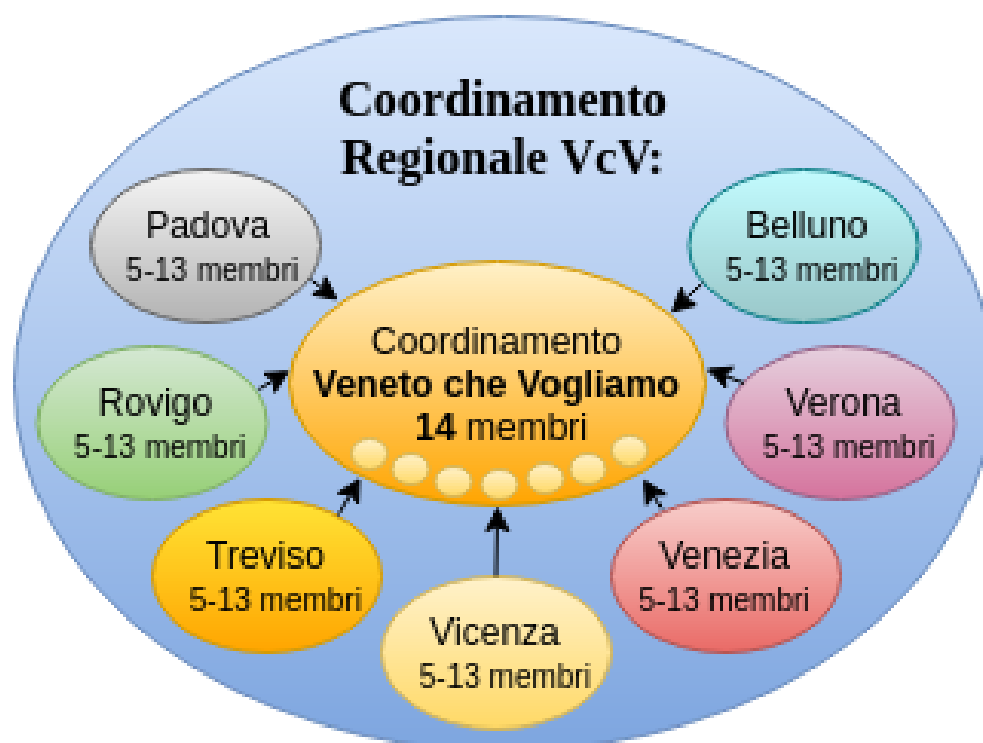 Coordinamento
Regionale VcV:
Padova
5-13 membri
Belluno
5-13 membri
Coordinamento
Veneto che Vogliamo
14 membri
Rovigo
5-13 membri
Verona
5-13 membri
Treviso
5-13 membri
Venezia
5-13 membri
Vicenza
5-13 membri